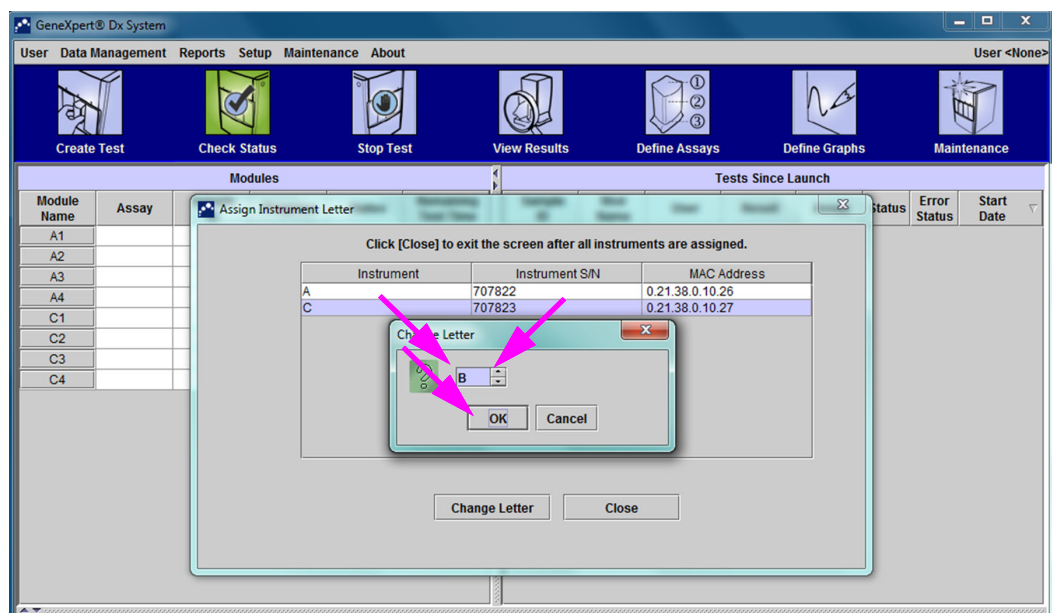 GeneXpert® Dx System
User Data Management Reports Setup Maintenance About User <None>
Create Test Check Status Stop Test View Results Define Assays Define Graphs Maintenance
Modules Tests Since Launch
Module Name Assay Status Error Status Start Date
Assign Instrument Letter
Click [Close] to exit the screen after all instruments are assigned.
Instrument Instrument S/N MAC Address
A 707822 0.21.38.0.10.26
C 707823 0.21.38.0.10.27
A1
A2
A3
A4
C1
C2
C3
C4
Change Letter
B
OK Cancel
Change Letter Close